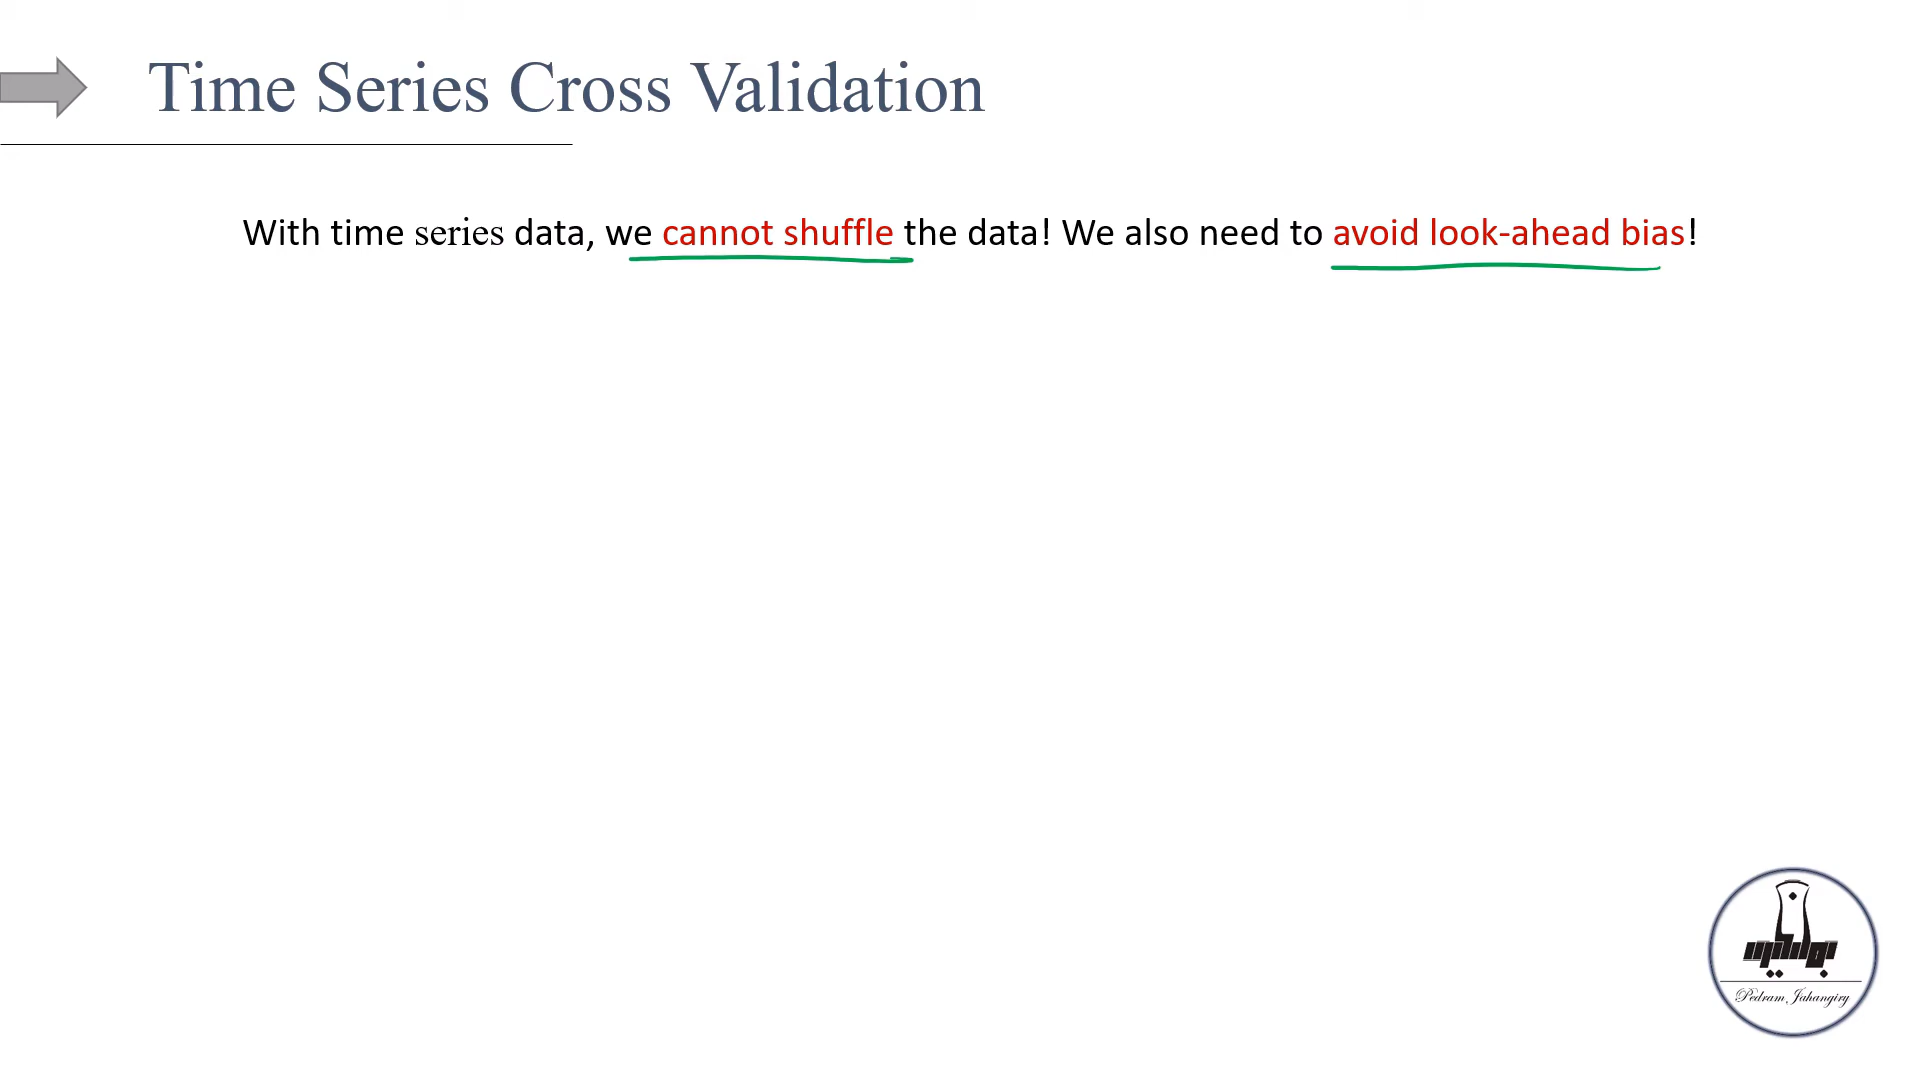 Time Series Cross Validation
With time series data, we cannot shuffle the data! We also need to avoid look-ahead bias!
Pedram Jahangiry